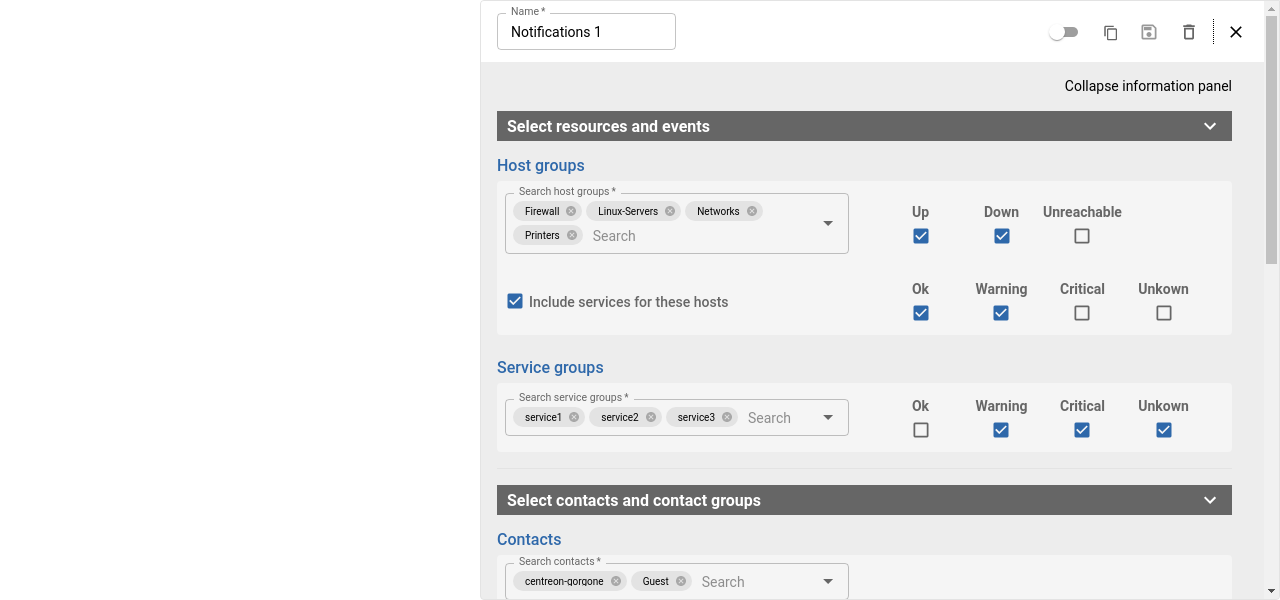 Name *
Notifications 1
Collapse information panel
Select resources and events
Host groups
Search host groups *
Firewall Linux-Servers Networks
Printers Search
Up Down Unreachable
Include services for these hosts
Ok Warning Critical Unkown
Service groups
Search service groups *
service1 service2 service3 Search
Ok Warning Critical Unkown
Select contacts and contact groups
Contacts
Search contacts *
centreon-gorgone Guest Search